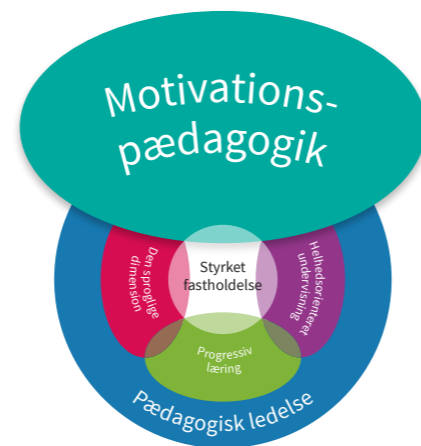 Motivations-
pædagogik
Den sproglige
dimension
Styrket
fastholdelse
Helhedsorienteret
undervisning
Progressiv
læring
Pædagogisk ledelse